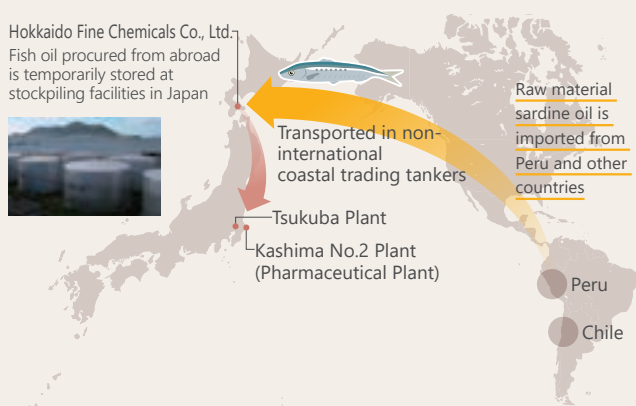 Hokkaido Fine Chemicals Co., Ltd.
Fish oil procured from abroad
is temporarily stored at
stockpiling facilities in Japan
Raw material
sardine oil is
imported from
Peru and other
countries
Transported in non-
international
coastal trading tankers
Tsukuba Plant
Kashima No.2 Plant
(Pharmaceutical Plant)
Peru
Chile